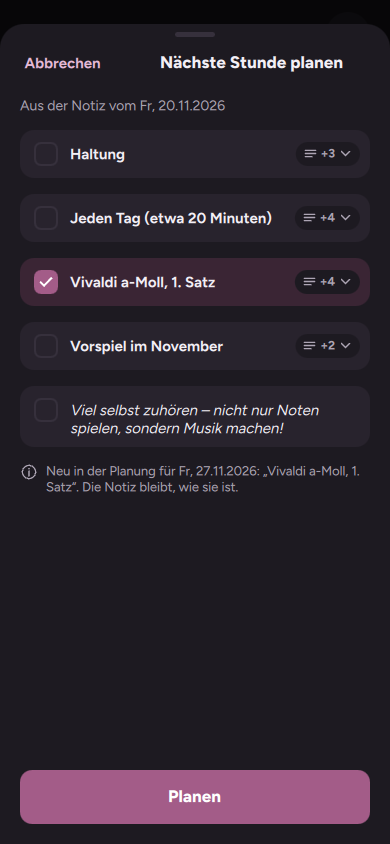 Abbrechen
Nächste Stunde planen
Aus der Notiz vom Fr, 20.11.2026
Haltung
+3
Jeden Tag (etwa 20 Minuten)
+4
Vivaldi a-Moll, 1. Satz
+4
Vorspiel im November
+2
Viel selbst zuhören – nicht nur Noten
spielen, sondern Musik machen!
Neu in der Planung für Fr, 27.11.2026: „Vivaldi a-Moll, 1.
Satz“. Die Notiz bleibt, wie sie ist.
Planen